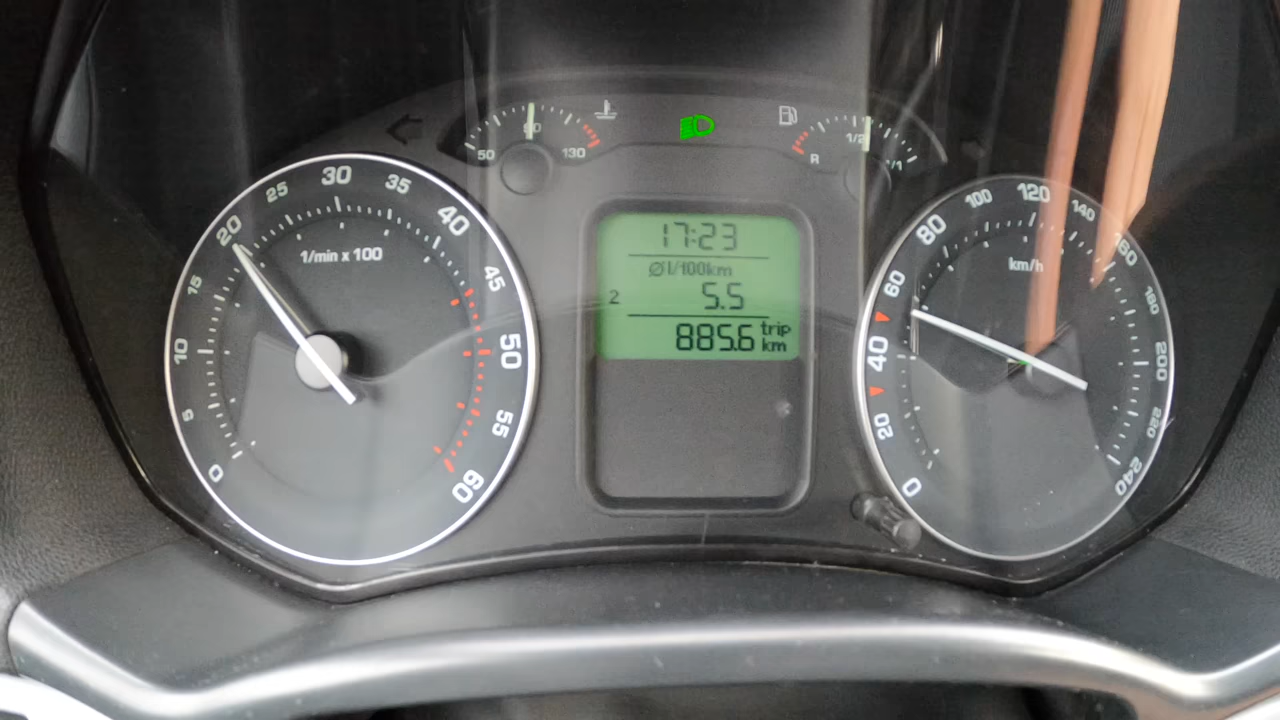 50 90 130
R 1/2 1/1
0 5 10 15 20 25 30 35 40 45 50 55 60
1/min x 100
17:23
Ø l/100km
2 5.5
885.6 trip km
0 20 40 60 80 100 120 140 160 180 200 220 240
km/h